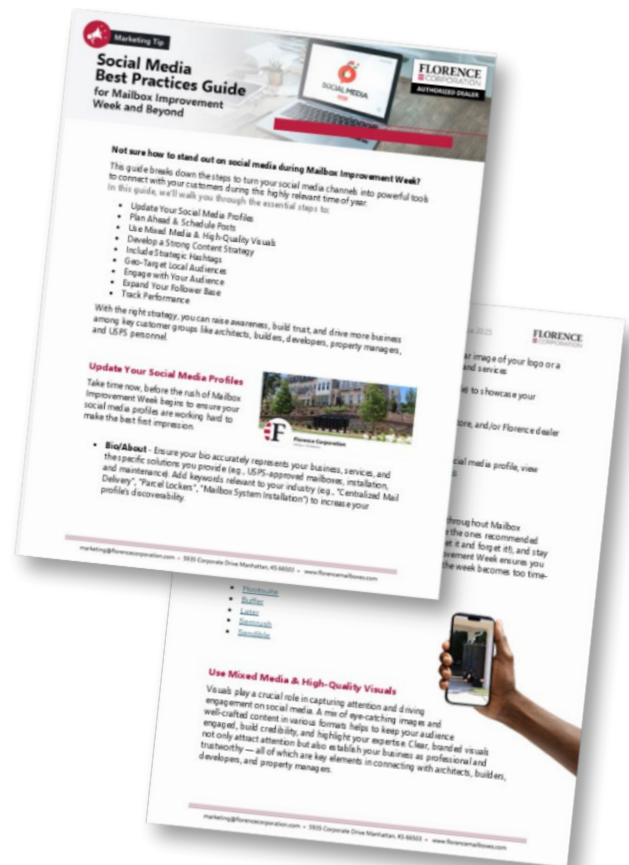 Marketing Tip
Social Media
Best Practices Guide
for Mailbox Improvement
Week and Beyond
SOCIAL MEDIA
FLORENCE
CORPORATION
AUTHORIZED DEALER
Not sure how to stand out on social media during Mailbox Improvement Week?
This guide breaks down the steps to turn your social media channels into powerful tools
to connect with your customers during this highly relevant time of year.
In this guide, we'll walk you through the essential steps to:
• Update Your Social Media Profiles
• Plan Ahead & Schedule Posts
• Use Mixed Media & High-Quality Visuals
• Develop a Strong Content Strategy
• Include Strategic Hashtags
• Geo-Target Local Audiences
• Engage with Your Audience
• Expand Your Follower Base
• Track Performance
With the right strategy, you can raise awareness, build trust, and drive more business
among key customer groups like architects, builders, developers, property managers,
and USPS personnel.
Update Your Social Media Profiles
Take time now, before the rush of Mailbox
Improvement Week begins to ensure your
social media profiles are working hard to
make the best first impression.
Florence Corporation
• Bio/About - Ensure your bio accurately represents your business, services, and
the specific solutions you provide (e.g., USPS-approved mailboxes, installation,
and maintenance). Add keywords relevant to your industry (e.g., "Centralized Mail
Delivery", "Parcel Lockers", "Mailbox System Installation") to increase your
profile's discoverability.
marketing@florencecorporation.com • 5935 Corporate Drive Manhattan, KS 66503 • www.florencemailboxes.com
2025
FLORENCE
CORPORATION
ar image of your logo or a
and services
to showcase your
ore, and/or Florence dealer
cial media profile, view
throughout Mailbox
the ones recommended
et it and forget it!), and stay
ovement Week ensures you
the week becomes too time-
• Hootsuite
• Buffer
• Later
• Semrush
• Sendible
Use Mixed Media & High-Quality Visuals
Visuals play a crucial role in capturing attention and driving
engagement on social media. A mix of eye-catching images and
well-crafted content in various formats helps to keep your audience
engaged, build credibility, and highlight your expertise. Clear, branded visuals
not only attract attention but also establish your business as professional and
trustworthy — all of which are key elements in connecting with architects, builders,
developers, and property managers.
marketing@florencecorporation.com • 5935 Corporate Drive Manhattan, KS 66503 • www.florencemailboxes.com